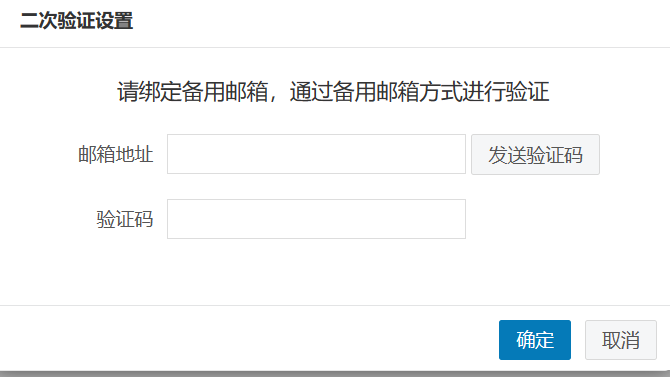 二次验证设置
请绑定备用邮箱，通过备用邮箱方式进行验证
邮箱地址 发送验证码
验证码
确定 取消